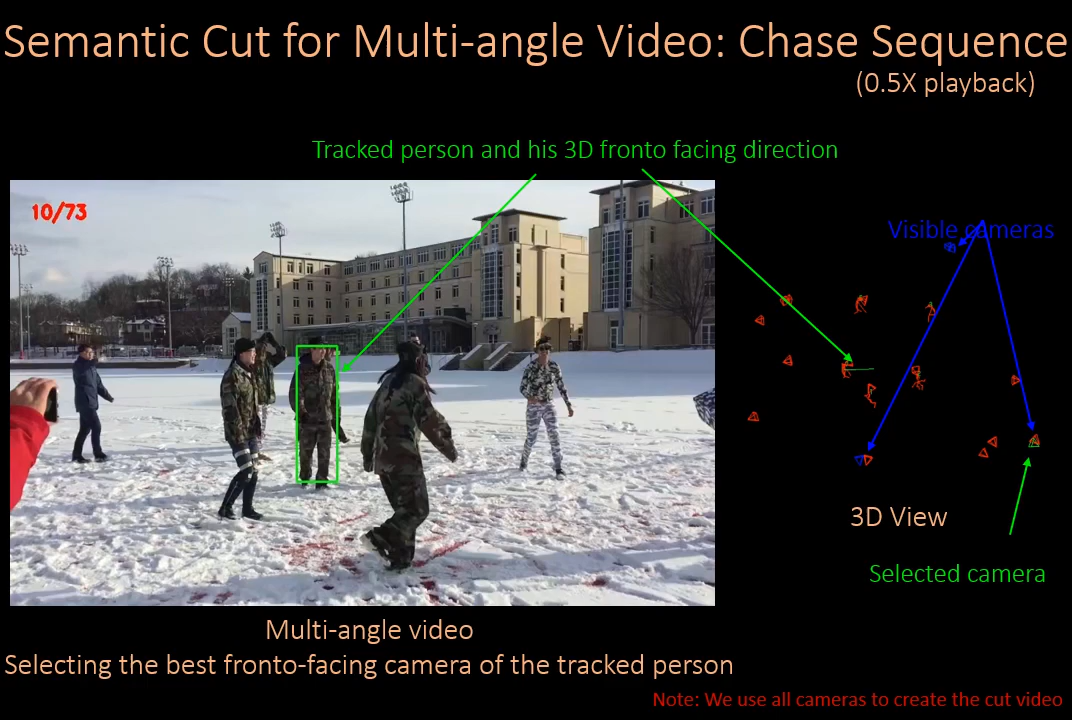 Semantic Cut for Multi-angle Video: Chase Sequence
(0.5X playback)
Tracked person and his 3D fronto facing direction
10/73
Visible cameras
3D View
Selected camera
Multi-angle video
Selecting the best fronto-facing camera of the tracked person
Note: We use all cameras to create the cut video